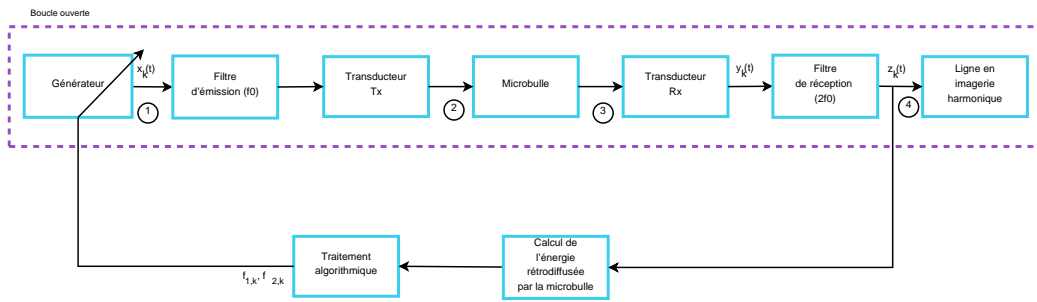 Boucle ouverte
Générateur
x_k(t)
1
Filtre
d'émission (f0)
Transducteur
Tx
2
Microbulle
3
Transducteur
Rx
y_k(t)
Filtre
de réception
(2f0)
z_k(t)
4
Ligne en
imagerie
harmonique
f_1,k, f_2,k
Traitement
algorithmique
Calcul de
l'énergie
rétrodiffusée
par la microbulle